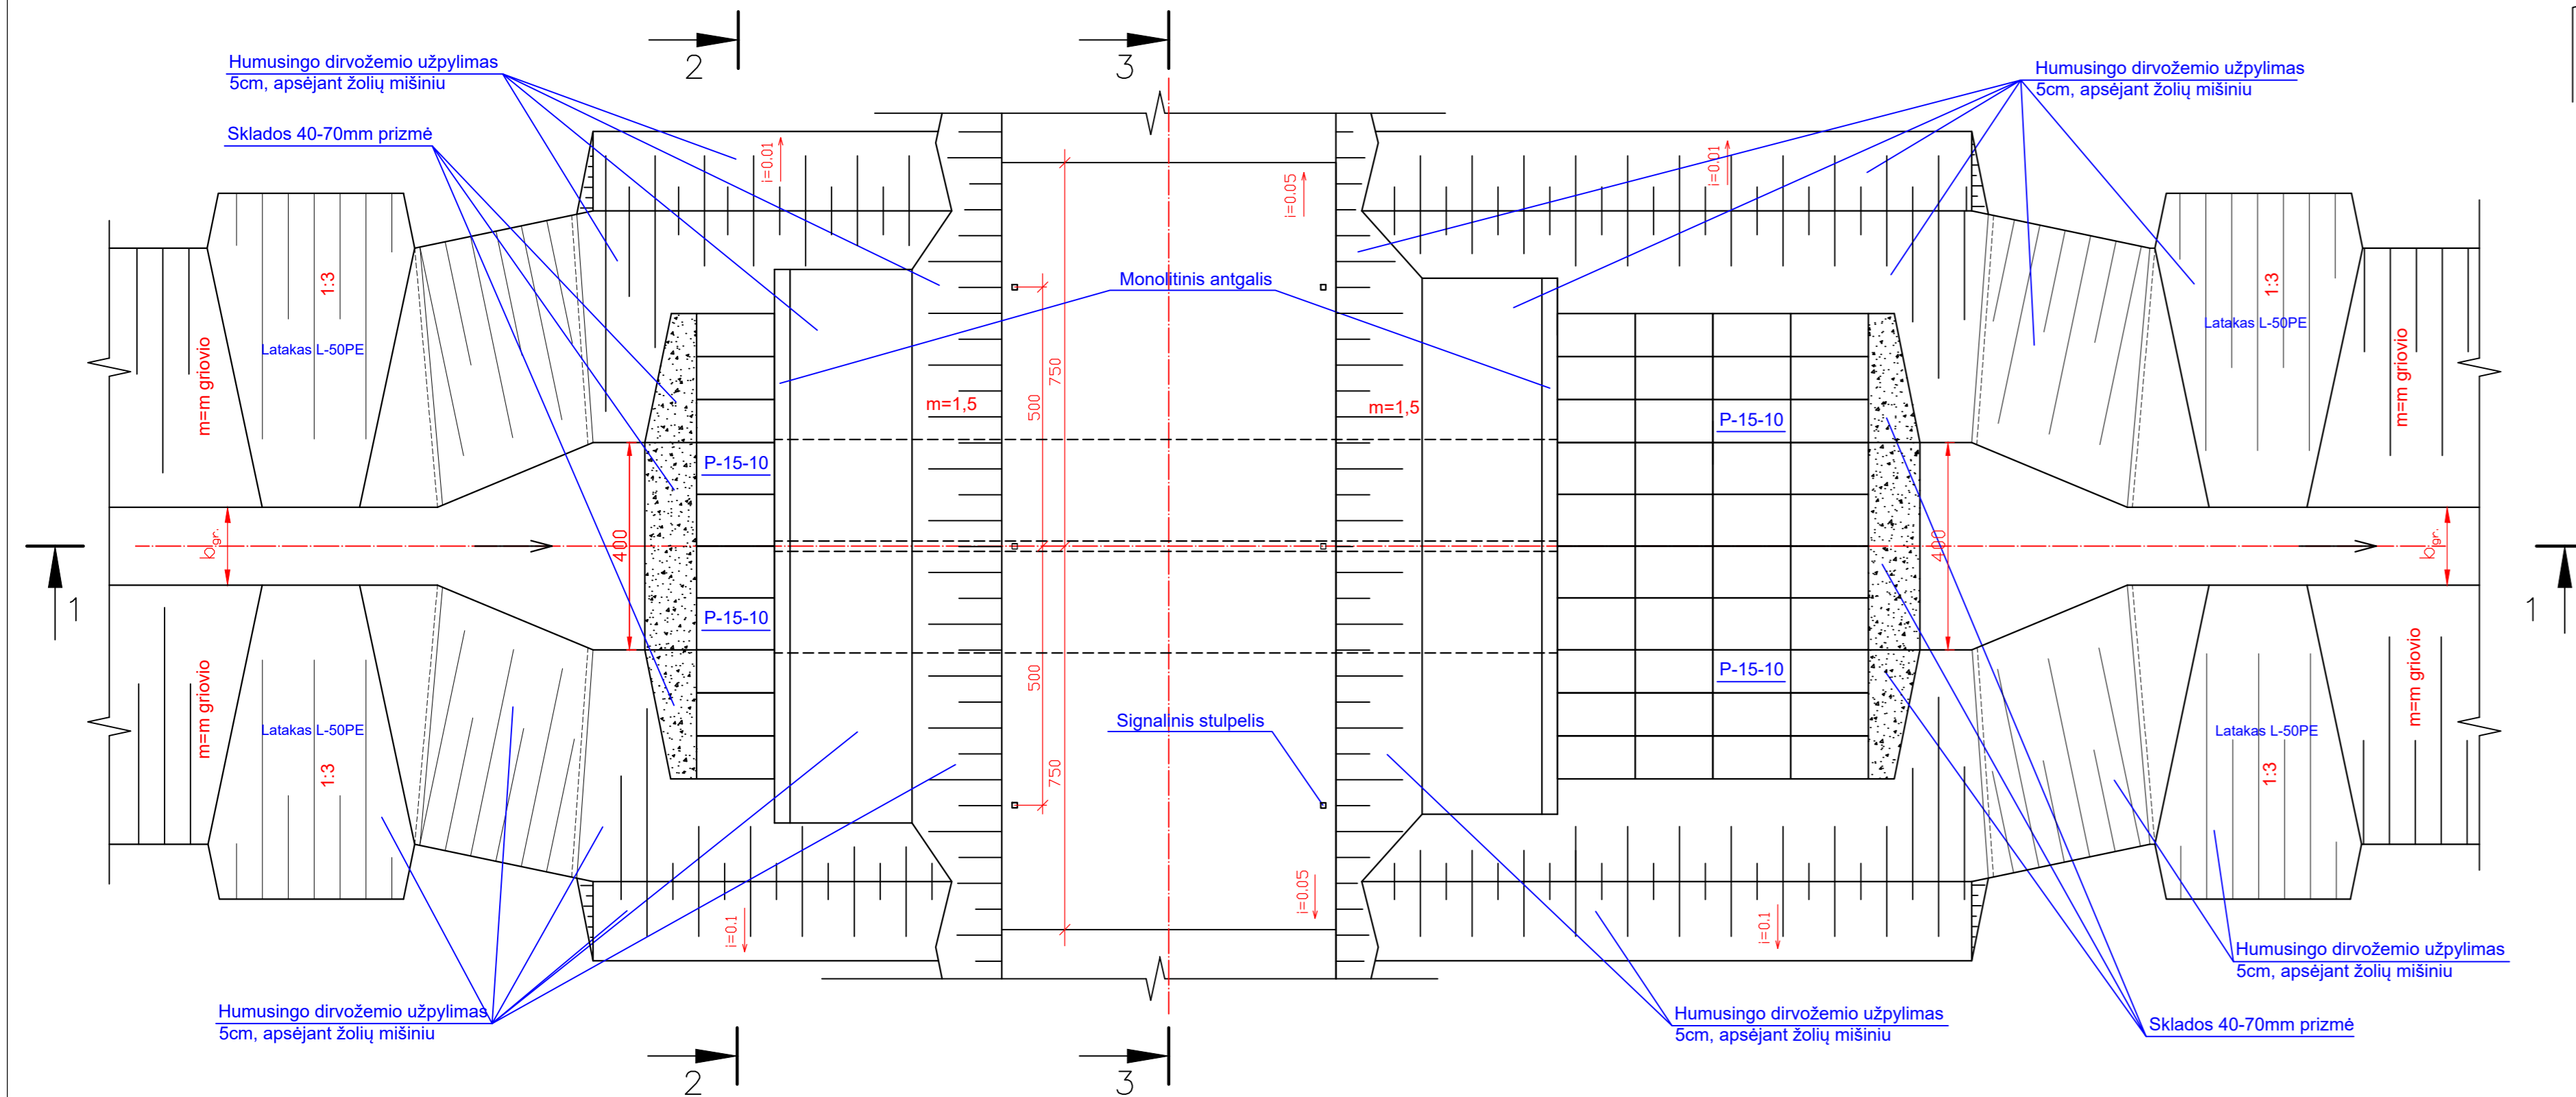 2
3
Humusingo dirvožemio užpylimas
5cm, apsėjant žolių mišiniu
Humusingo dirvožemio užpylimas
5cm, apsėjant žolių mišiniu
Sklados 40-70mm prizmė
i=0.01
i=0.05
i=0.01
1:3
Latakas L-50PE
m=m griovio
Monolitinis antgalis
1:3
Latakas L-50PE
m=m griovio
750
500
m=1,5
m=1,5
P-15-10
P-15-10
bgr.
400
400
bgr.
1
1
P-15-10
P-15-10
500
750
m=m griovio
Latakas L-50PE
1:3
Signalinis stulpelis
m=m griovio
Latakas L-50PE
1:3
i=0.1
i=0.05
i=0.1
Humusingo dirvožemio užpylimas
5cm, apsėjant žolių mišiniu
Humusingo dirvožemio užpylimas
5cm, apsėjant žolių mišiniu
Humusingo dirvožemio užpylimas
5cm, apsėjant žolių mišiniu
Sklados 40-70mm prizmė
2
3